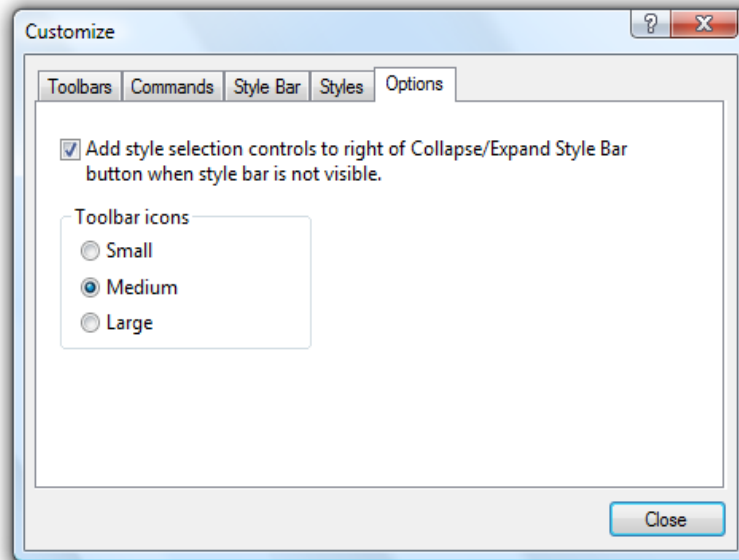 Customize
Toolbars Commands Style Bar Styles Options
Add style selection controls to right of Collapse/Expand Style Bar
button when style bar is not visible.
Toolbar icons
Small
Medium
Large
Close